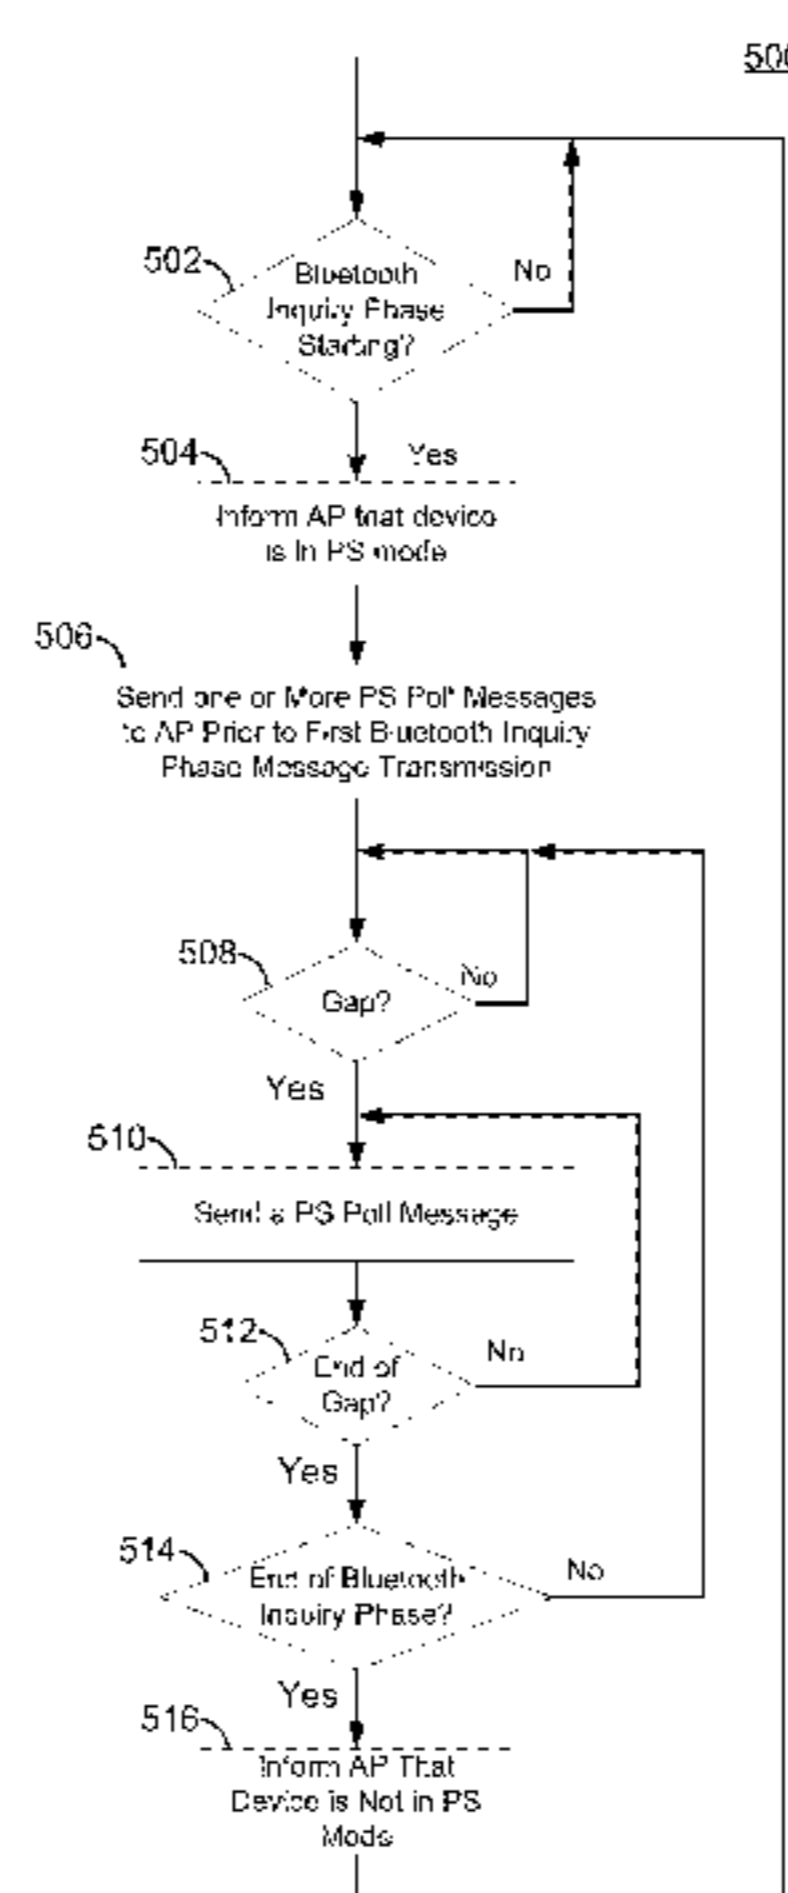 500
502
Bluetooth
Inquiry Phase
Starting?
No
Yes
504
Inform AP that device
is in PS mode
506
Send one or More PS Poll Messages
to AP Prior to First Bluetooth Inquiry
Phase Message Transmission
508
Gap?
No
Yes
510
Send a PS Poll Message
512
End of
Gap?
No
Yes
514
End of Bluetooth
Inquiry Phase?
No
Yes
516
Inform AP That
Device is Not in PS
Mode